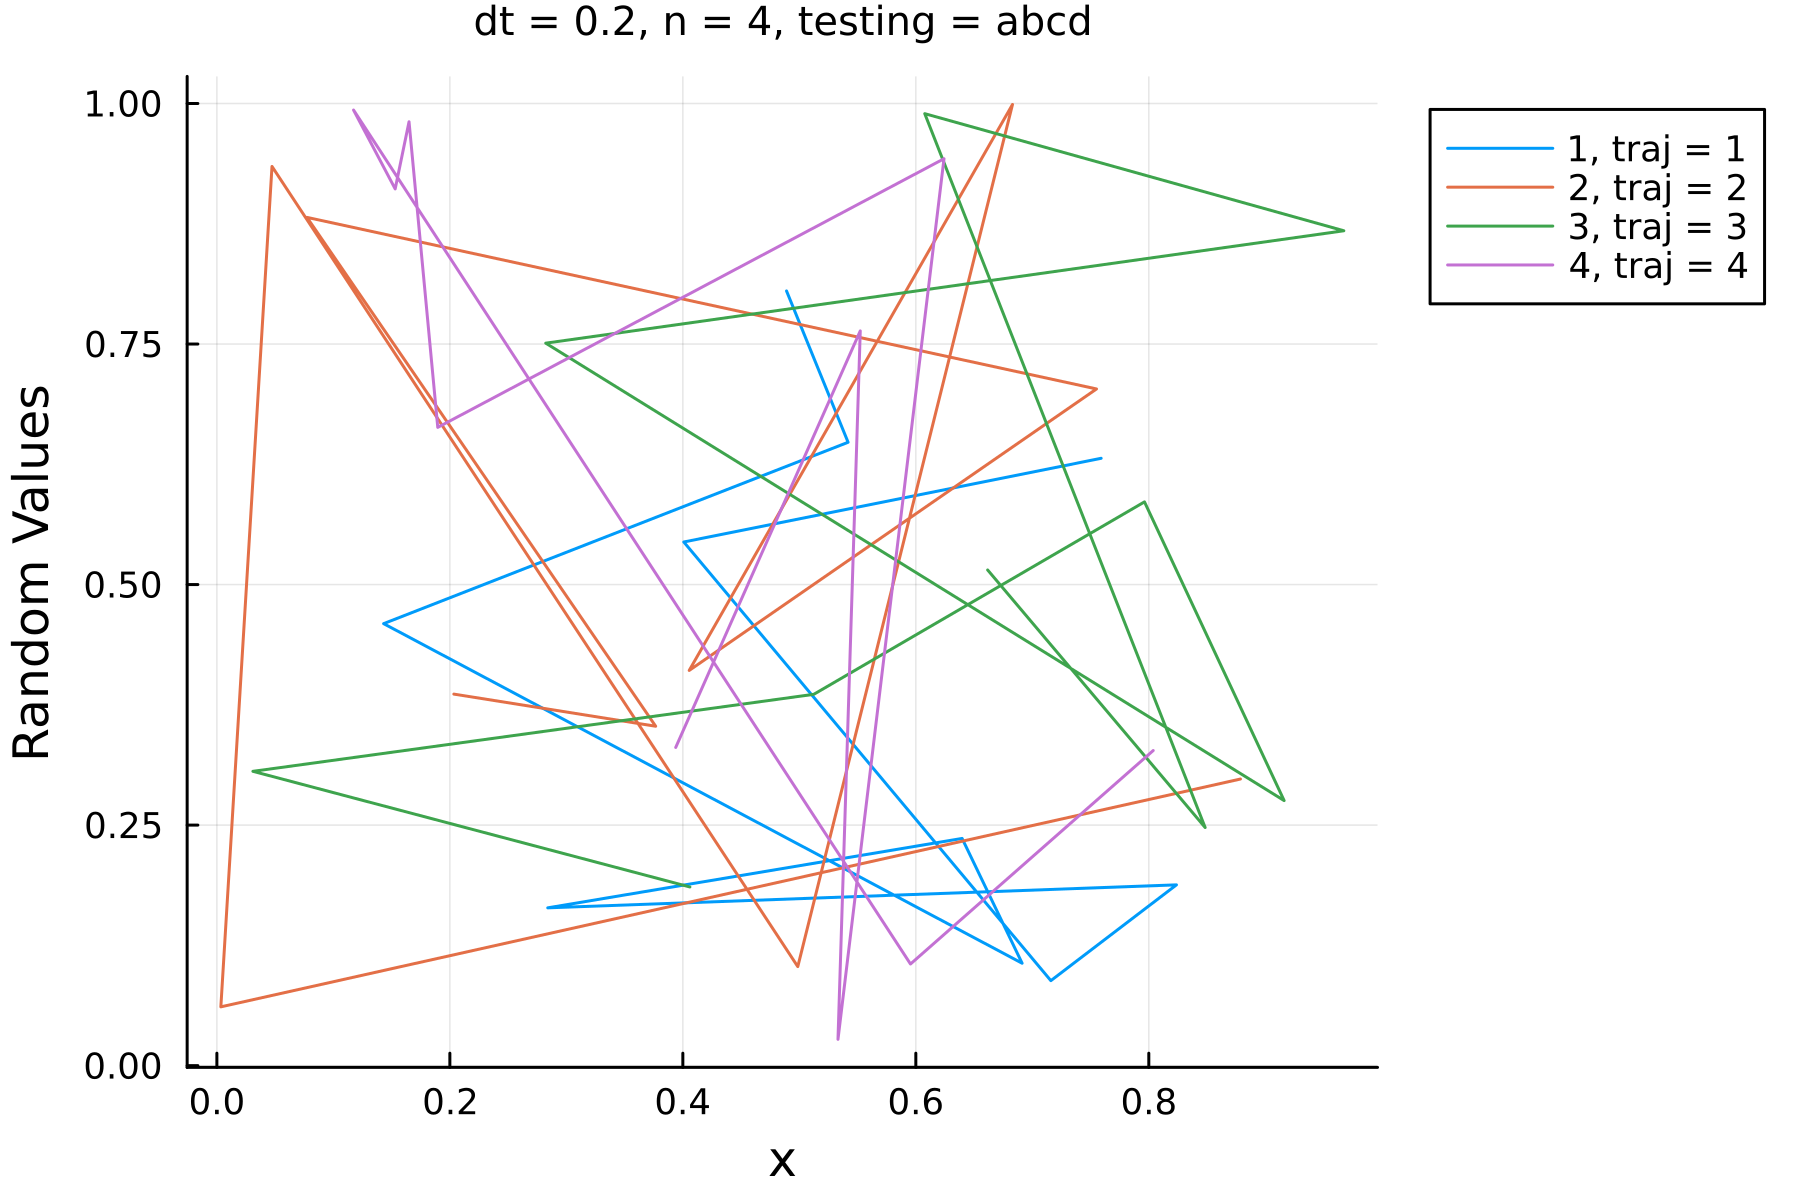 dt = 0.2, n = 4, testing = abcd
1.00
0.75
0.50
0.25
0.00
Random Values
0.0 0.2 0.4 0.6 0.8
x
1, traj = 1
2, traj = 2
3, traj = 3
4, traj = 4